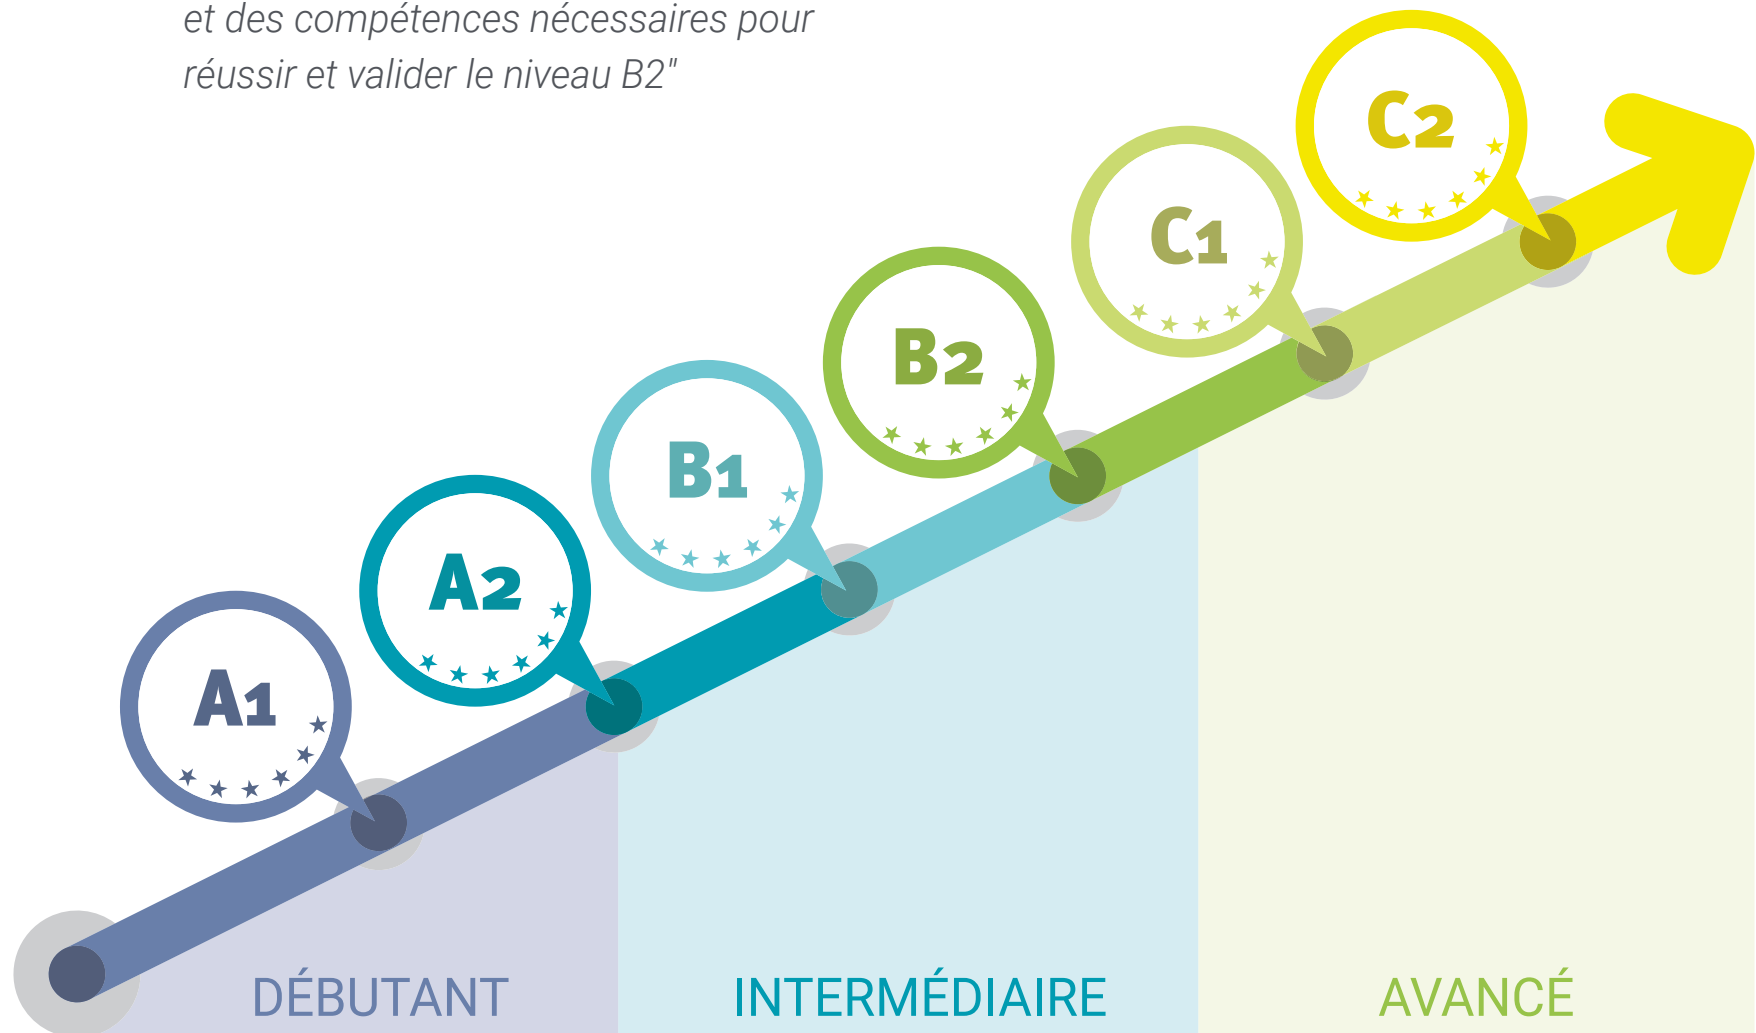 et des compétences nécessaires pour
réussir et valider le niveau B2"
C2
C1
B2
B1
A2
A1
DÉBUTANT
INTERMÉDIAIRE
AVANCÉ